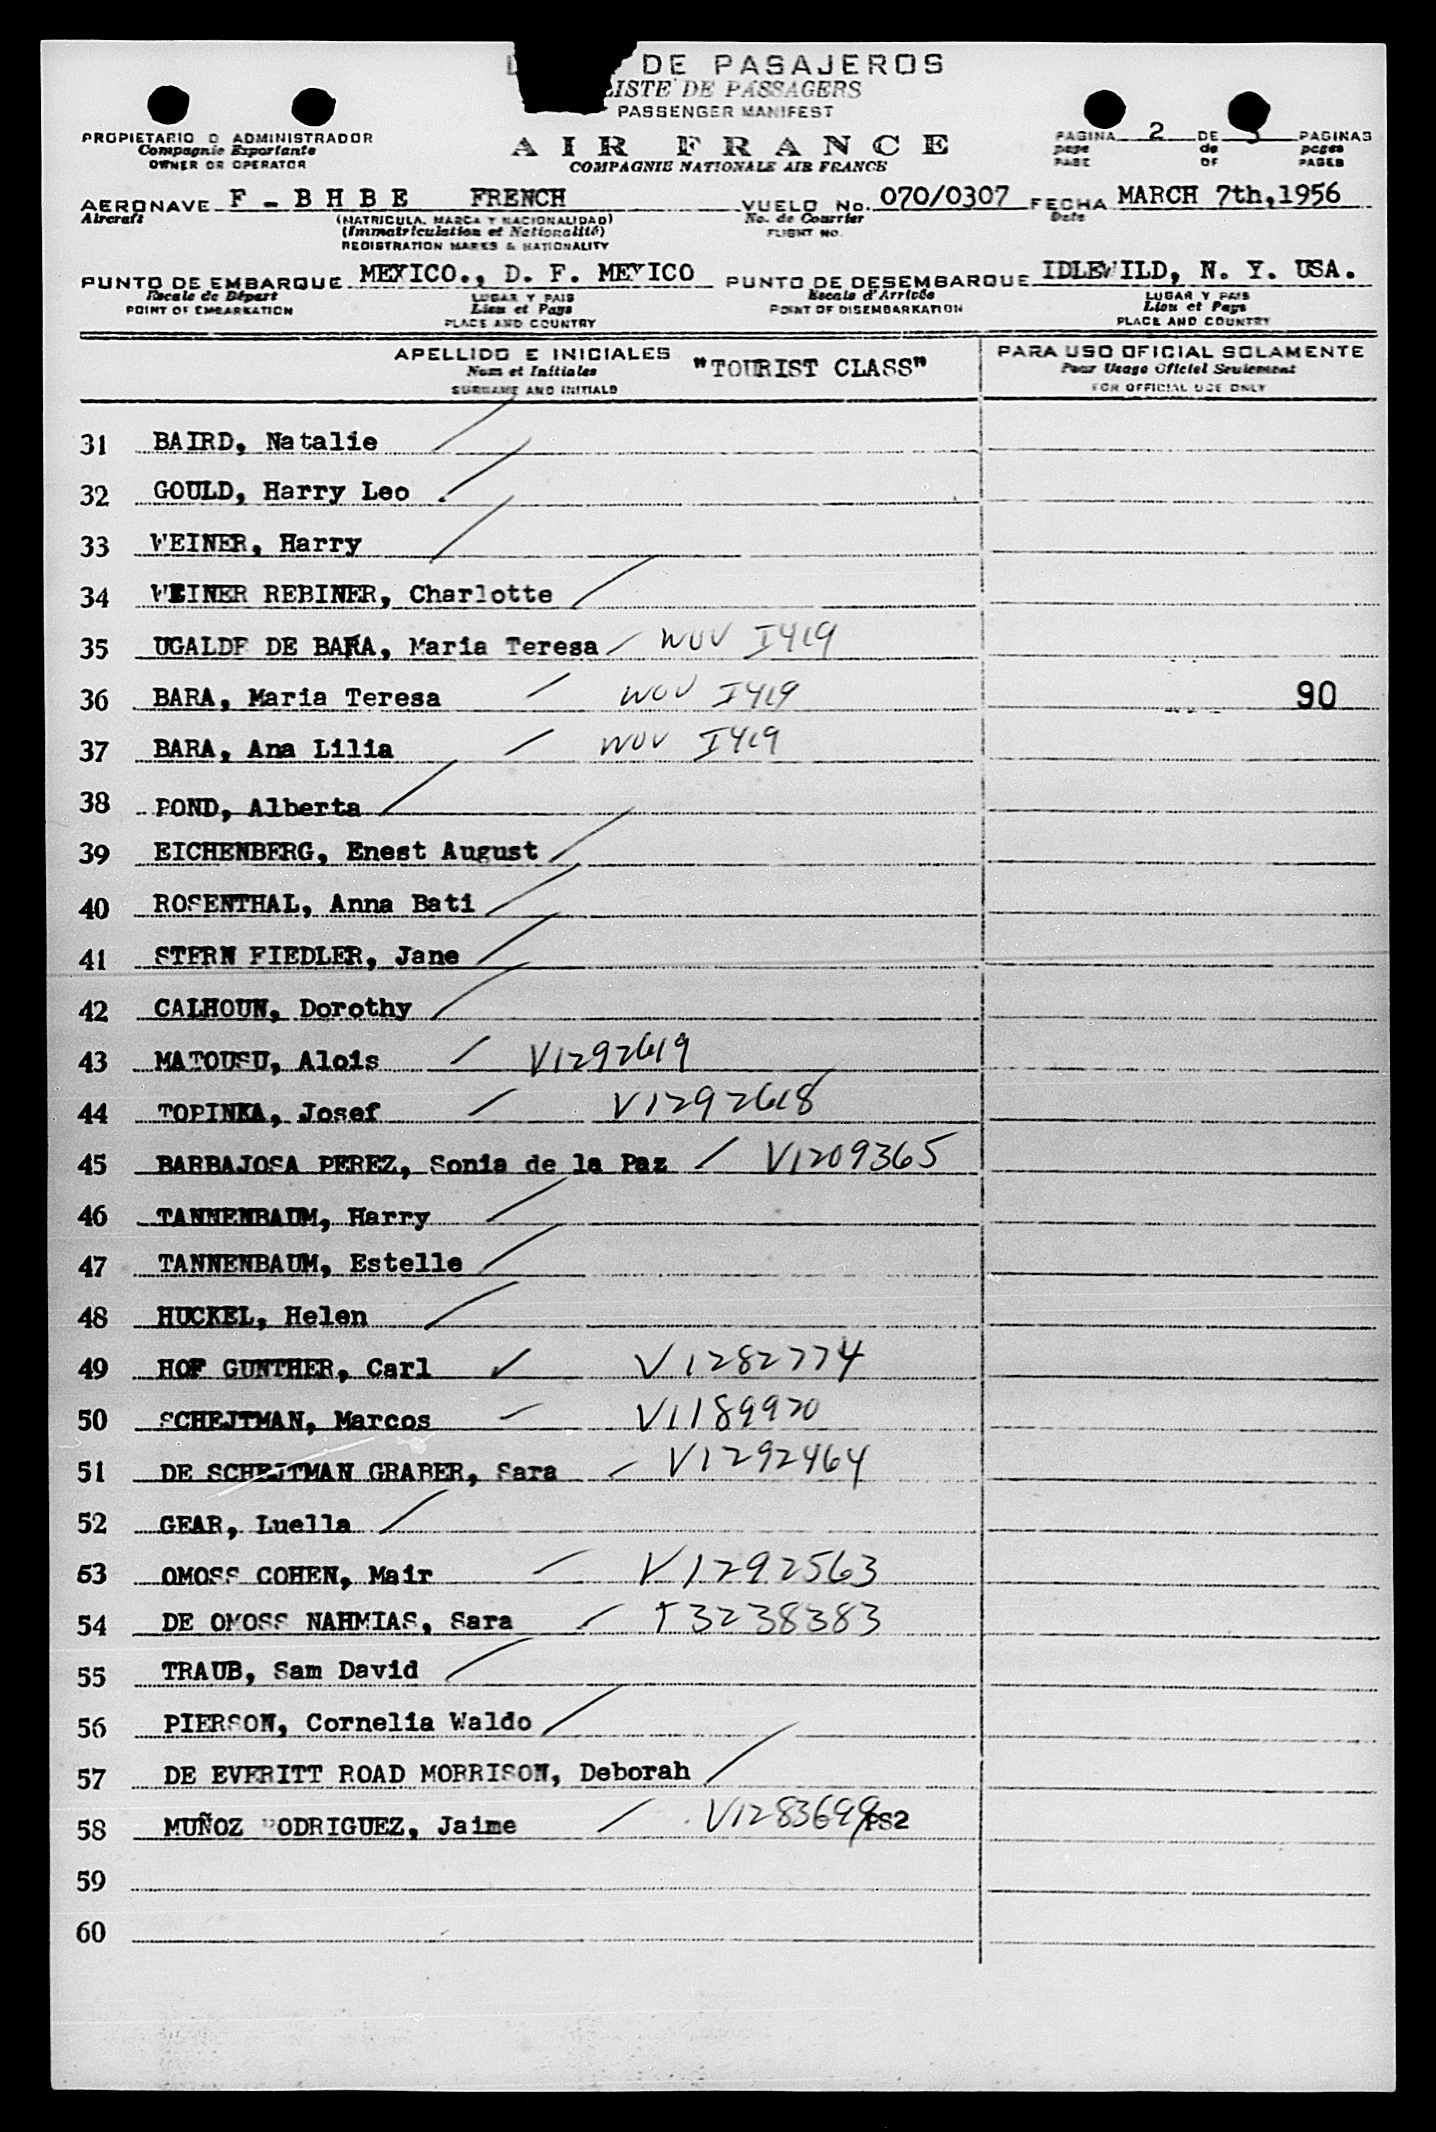 DE PASAJEROS
LISTE DE PASSAGERS
PASSENGER MANIFEST
PROPIETARIO O ADMINISTRADOR
Compagnie Exportante
OWNER OR OPERATOR
AIR FRANCE
COMPAGNIE NATIONALE AIR FRANCE
PAGINA 2 DE 3 PAGINAS
page de pages
PAGE OF PAGES
AERONAVE F - B H B E FRENCH VUELO No. 070/0307 FECHA MARCH 7th,1956
Aircraft (MATRICULA, MARCA Y NACIONALIDAD) No. de Courrier Date
(Immatriculation et Nationalité) FLIGHT NO.
REGISTRATION MARKS & NATIONALITY
PUNTO DE EMBARQUE MEXICO., D. F. MEXICO PUNTO DE DESEMBARQUE IDLEWILD, N. Y. USA.
Escale de Départ LUGAR Y PAIS Escale d'Arrivée LUGAR Y PAIS
POINT OF EMBARKATION Lieu et Pays POINT OF DISEMBARKATION Lieu et Pays
PLACE AND COUNTRY PLACE AND COUNTRY
APELLIDO E INICIALES "TOURIST CLASS" PARA USO OFICIAL SOLAMENTE
Nom et Initiales Pour Usage Officiel Seulement
SURNAME AND INITIALS FOR OFFICIAL USE ONLY
31 BAIRD, Natalie
32 GOULD, Harry Leo
33 WEINER, Harry
34 WEINER REBINER, Charlotte
35 UGALDE DE BARA, Maria Teresa WOV I419
36 BARA, Maria Teresa WOV I419 90
37 BARA, Ana Lilia WOV I419
38 POND, Alberta
39 EICHENBERG, Enest August
40 ROSENTHAL, Anna Bati
41 STERN FIEDLER, Jane
42 CALHOUN, Dorothy
43 MATOUSU, Alois V1292619
44 TOPINKA, Josef V1292618
45 BARBAJOSA PEREZ, Sonia de la Paz V1209365
46 TANNENBAUM, Harry
47 TANNENBAUM, Estelle
48 HUCKEL, Helen
49 HOF GUNTHER, Carl V1282774
50 SCHEJTMAN, Marcos V1189970
51 DE SCHEJTMAN GRABER, Sara V1292464
52 GEAR, Luella
53 OMOSS COHEN, Mair V1292563
54 DE OMOSS NAHMIAS, Sara T3238383
55 TRAUB, Sam David
56 PIERSON, Cornelia Waldo
57 DE EVERITT ROAD MORRISON, Deborah
58 MUÑOZ RODRIGUEZ, Jaime V1283699 PS2
59
60